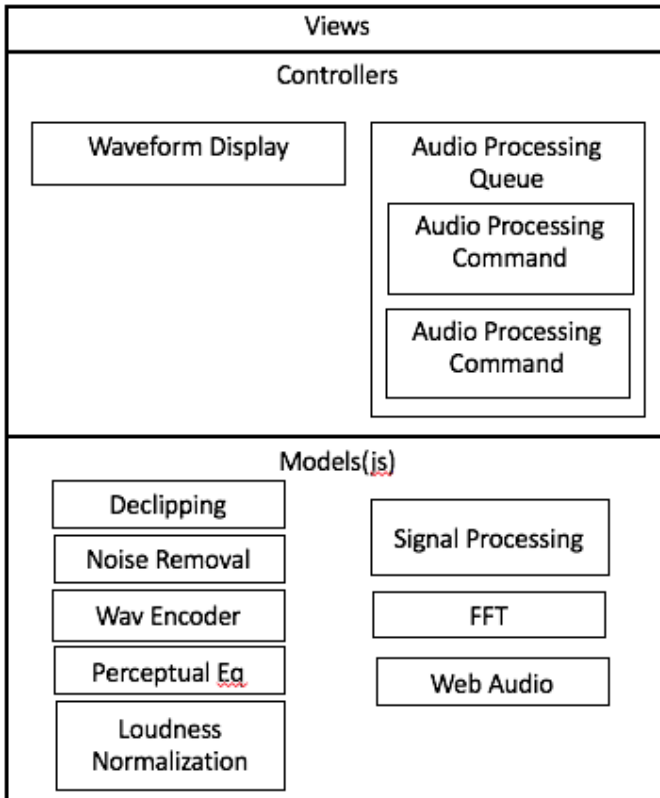 Views
Controllers
Waveform Display
Audio Processing
Queue
Audio Processing
Command
Audio Processing
Command
Models(js)
Declipping
Noise Removal
Wav Encoder
Perceptual Eq
Loudness
Normalization
Signal Processing
FFT
Web Audio